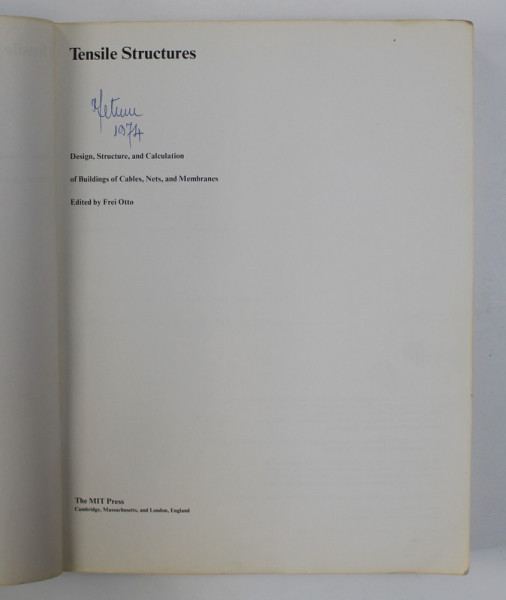 Tensile Structures
1974
Design, Structure, and Calculation
of Buildings of Cables, Nets, and Membranes
Edited by Frei Otto
The MIT Press
Cambridge, Massachusetts, and London, England